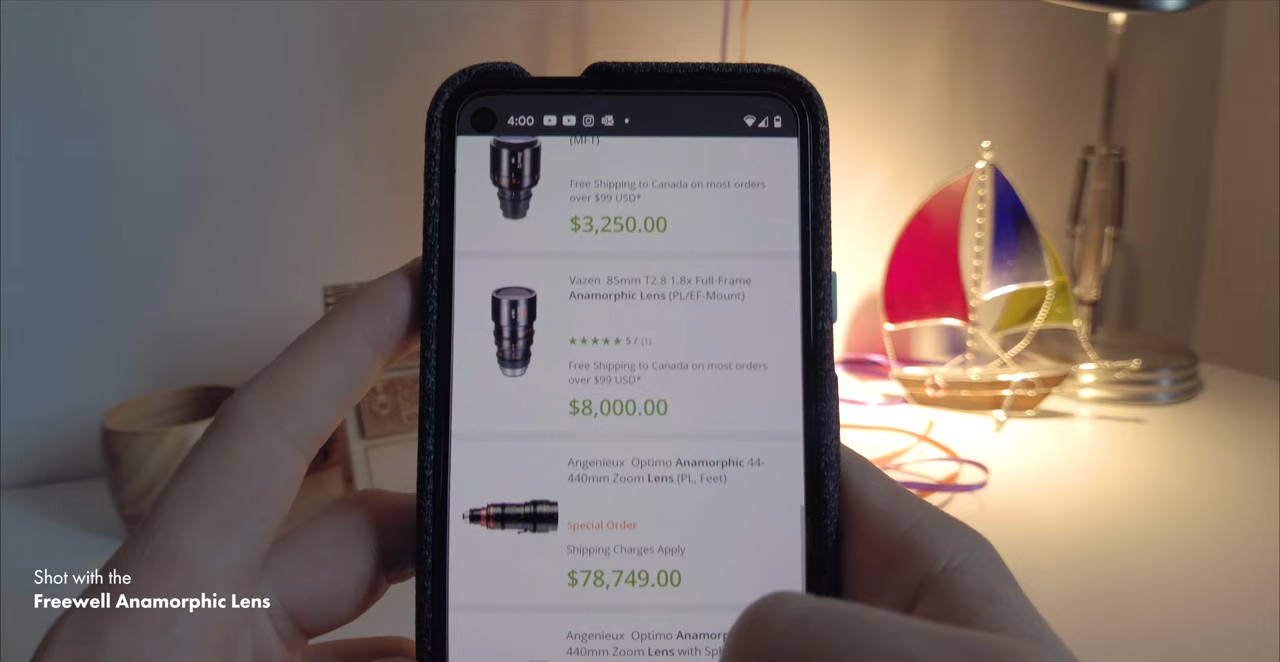 4:00
(MFT)
Free Shipping to Canada on most orders
over $99 USD*
$3,250.00
Vazen 85mm T2.8 1.8x Full-Frame
Anamorphic Lens (PL/EF-Mount)
5 / (1)
Free Shipping to Canada on most orders
over $99 USD*
$8,000.00
Angenieux Optimo Anamorphic 44-
440mm Zoom Lens (PL, Feet)
Special Order
Shipping Charges Apply
$78,749.00
Angenieux Optimo
440mm Zoom Lens with
Shot with the
Freewell Anamorphic Lens